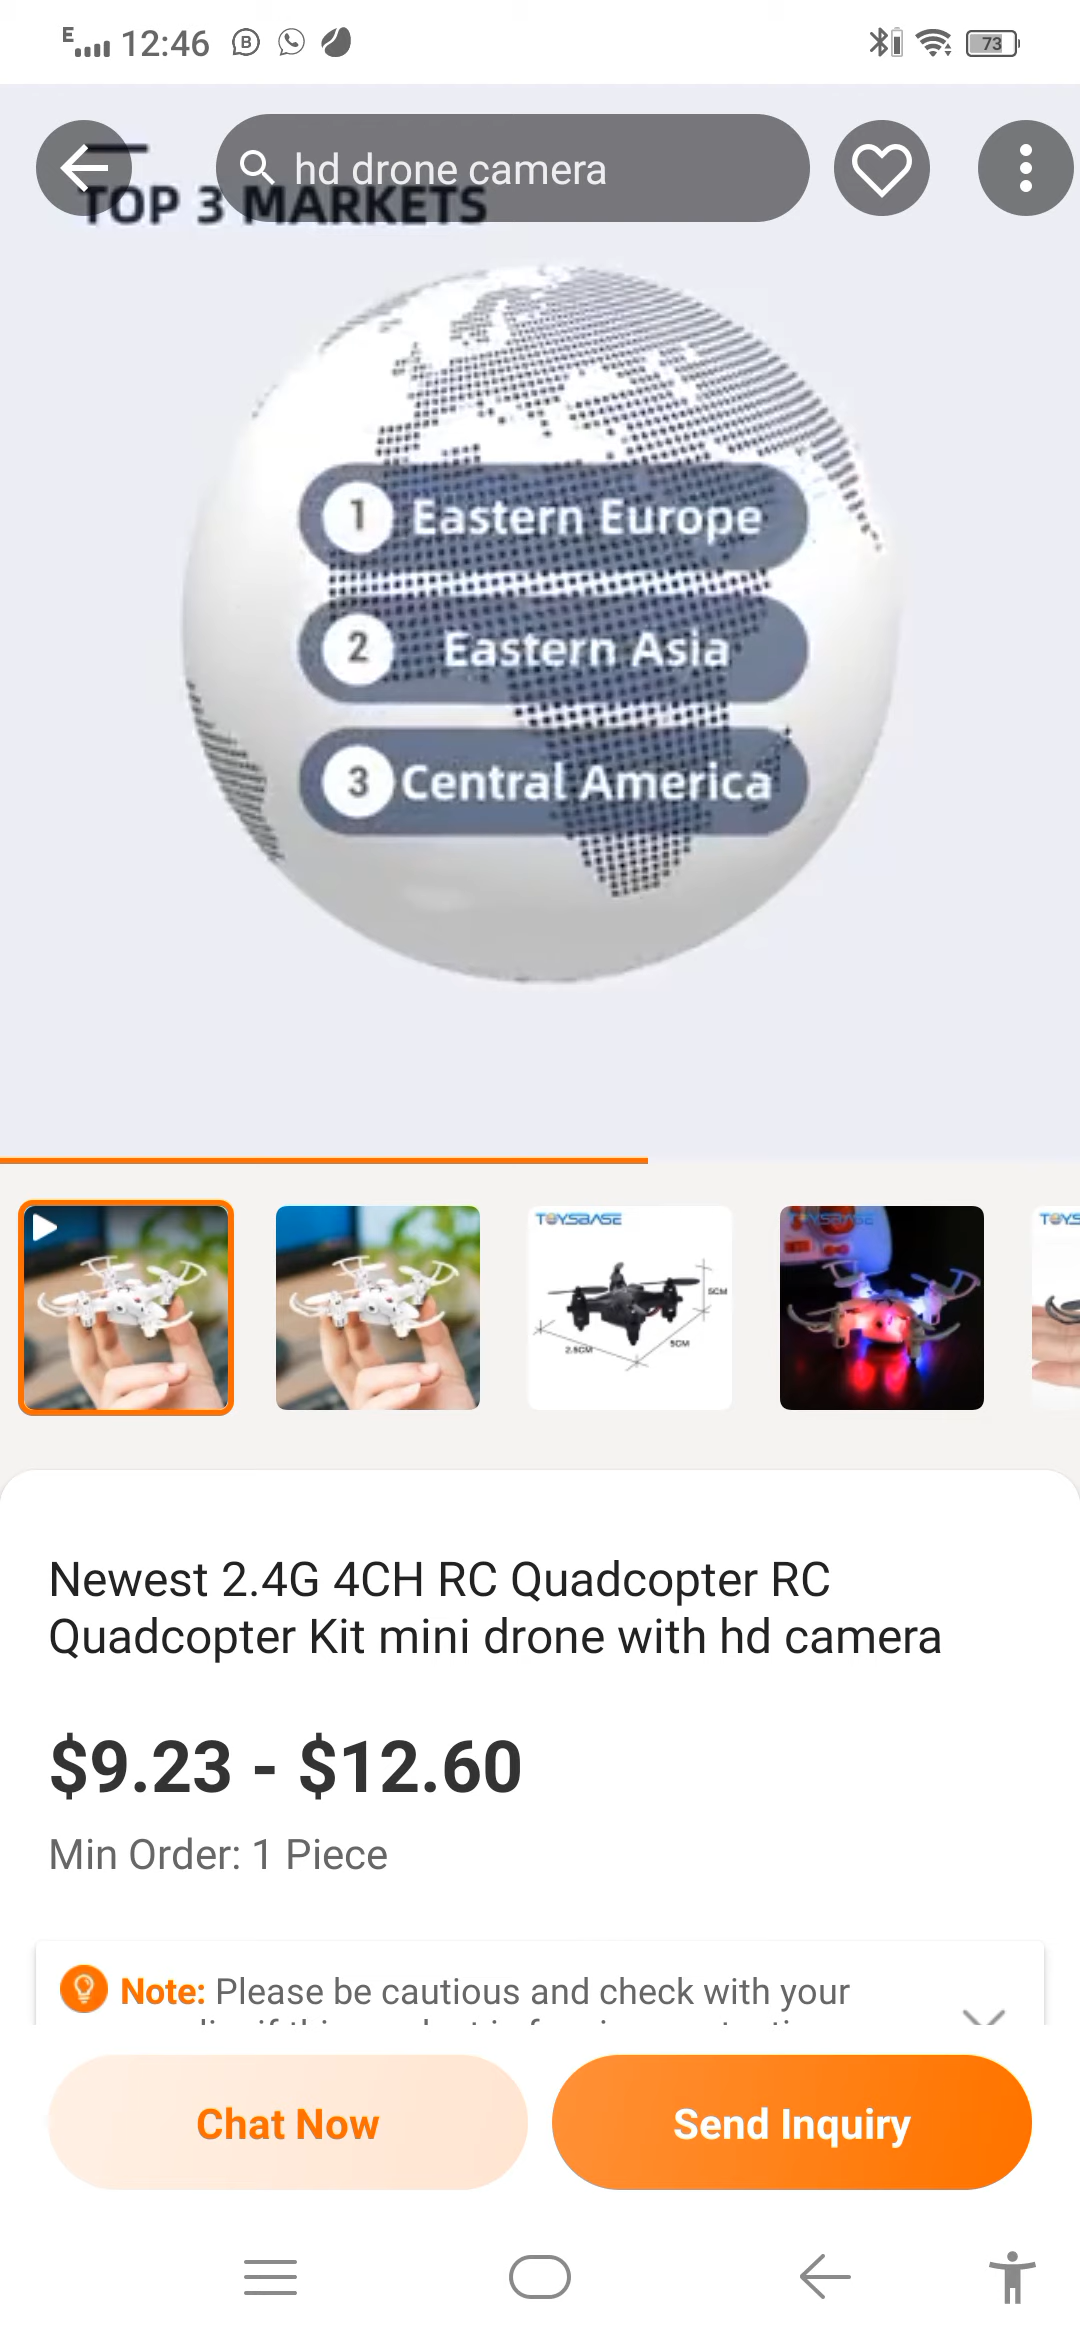 E 12:46 B 73
hd drone camera
TOP 3 MARKETS
1 Eastern Europe
2 Eastern Asia
3 Central America
TOYSBASE
5CM
2.5CM
5CM
TOYSBASE
TOYS
Newest 2.4G 4CH RC Quadcopter RC
Quadcopter Kit mini drone with hd camera
$9.23 - $12.60
Min Order: 1 Piece
Note: Please be cautious and check with your
Chat Now
Send Inquiry